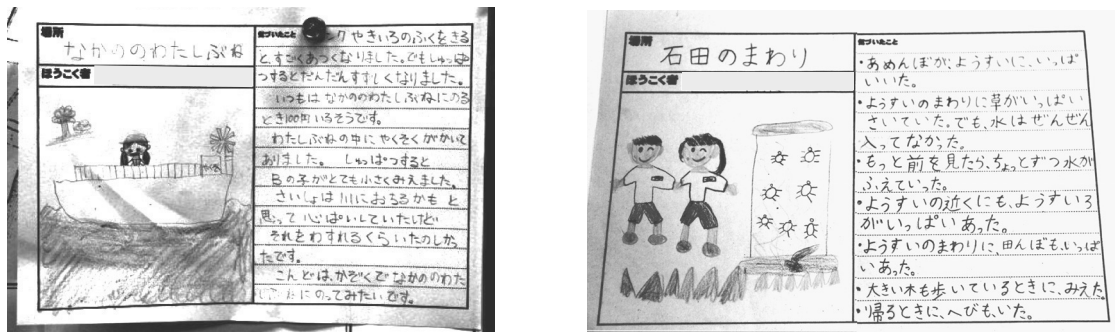 場所
なかののわたしぶね
ほうこく者
気づいたこと
ングやきいろのふくをきる
と、すごくあつくなりました。でもしゅっぱ
つするとだんだんすずしくなりました。
いつもは なかののわたしぶねにのる
とき100円いるそうです。
わたしぶねの中にやくそくがかいて
ありました。 しゅっぱつすると
Bの子がとても小さくみえました。
さいしょは 川におちるかも と
思って 心ぱいしていたけど
それをわすれるくらいたのしか
たです。
こんどは、かぞくでなかののわた
にのってみたいです。
場所
石田のまわり
ほうこく者
気づいたこと
・あめんぼが、ようすいに、いっぱ
いいた。
・ようすいのまわりに草がいっぱい
さいていた。でも、水はぜんぜん
入ってなかった。
・もっと前を見たら、ちょっとずつ水が
ふえていった。
・ようすいの近くにも、ようすいろ
がいっぱいあった。
・ようすいのまわりに、田んぼも、いっぱ
いあった。
・大きい木も歩いているときに、みえた。
・帰るときに、へびもいた。